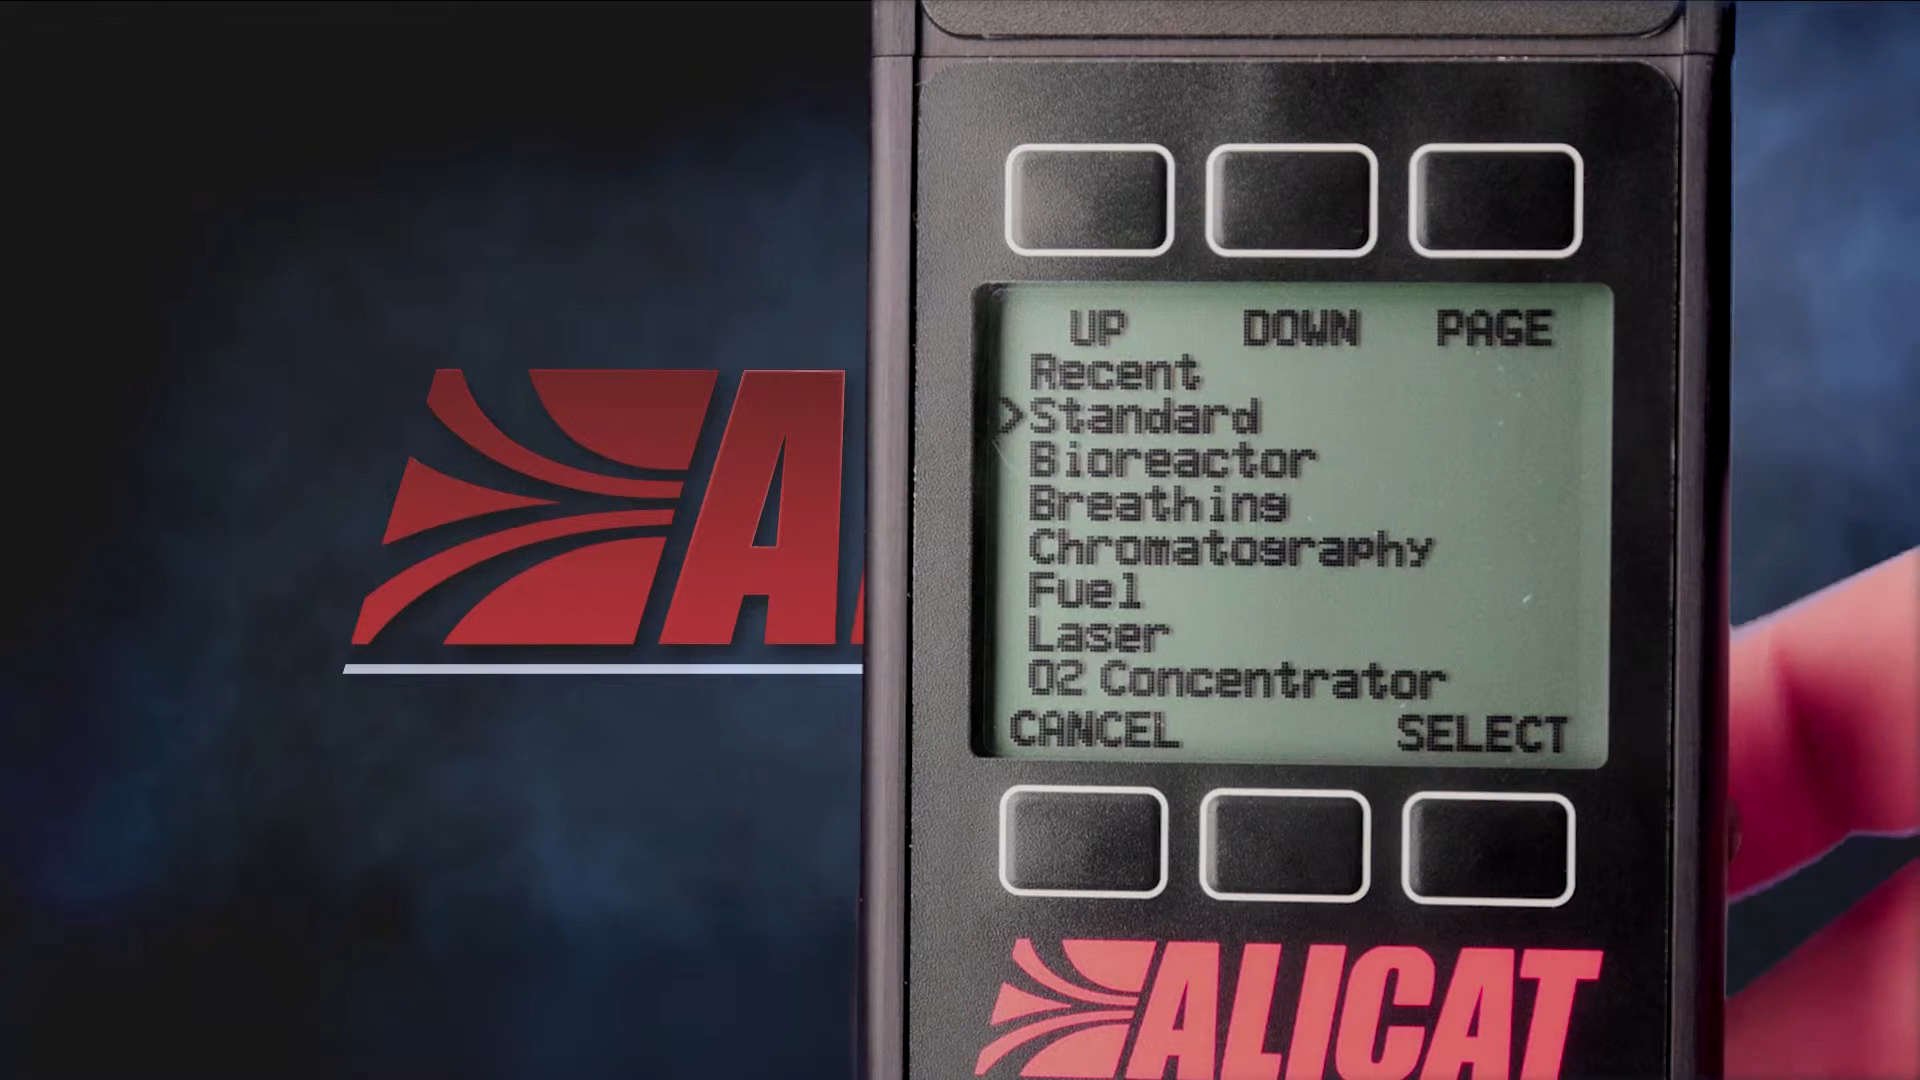 UP DOWN PAGE
Recent
>Standard
Bioreactor
Breathing
Chromatography
Fuel
Laser
O2 Concentrator
CANCEL SELECT
ALICAT
A